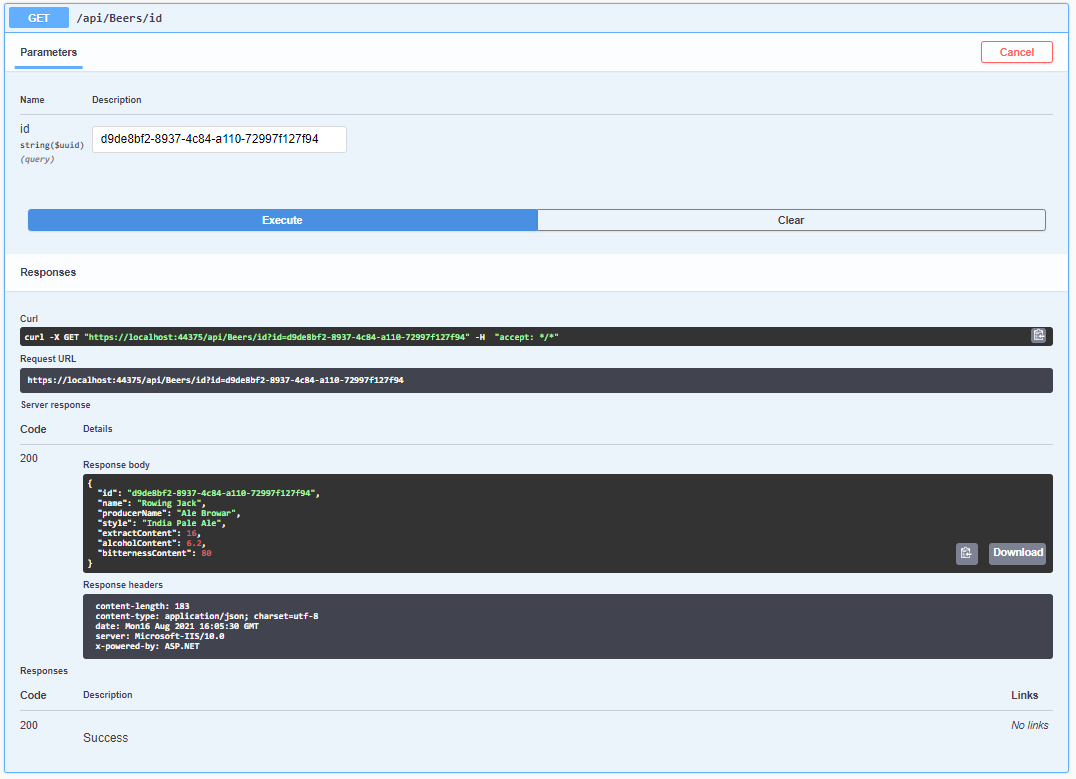 GET /api/Beers/id
Parameters
Cancel
Name Description
id
string($uuid)
(query)
d9de8bf2-8937-4c84-a110-72997f127f94
Execute Clear
Responses
Curl
curl -X GET "https://localhost:44375/api/Beers/id?id=d9de8bf2-8937-4c84-a110-72997f127f94" -H "accept: */*"
Request URL
https://localhost:44375/api/Beers/id?id=d9de8bf2-8937-4c84-a110-72997f127f94
Server response
Code Details
200
Response body
{
"id": "d9de8bf2-8937-4c84-a110-72997f127f94",
"name": "Rowing Jack",
"producerName": "Ale Browar",
"style": "India Pale Ale",
"extractContent": 16,
"alcoholContent": 6.2,
"bitternessContent": 80
}
Download
Response headers
content-length: 183
content-type: application/json; charset=utf-8
date: Mon16 Aug 2021 16:05:30 GMT
server: Microsoft-IIS/10.0
x-powered-by: ASP.NET
Responses
Code Description Links
200 No links
Success